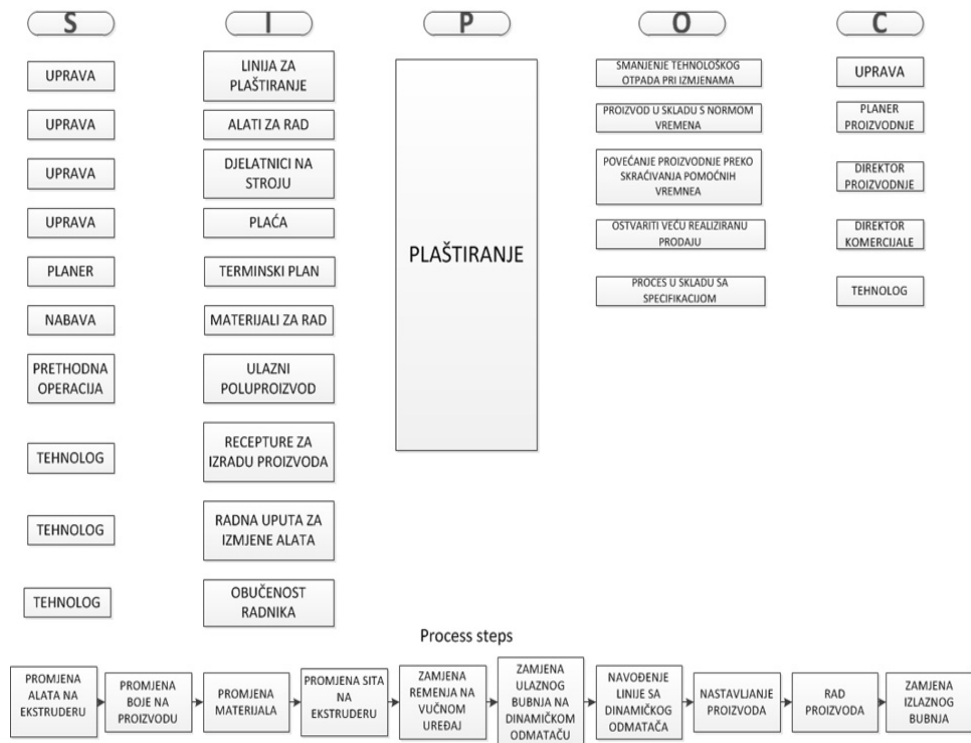 S I P O C
UPRAVA
UPRAVA
UPRAVA
UPRAVA
PLANER
NABAVA
PRETHODNA
OPERACIJA
TEHNOLOG
TEHNOLOG
TEHNOLOG
LINIJA ZA
PLAŠTIRANJE
ALATI ZA RAD
DJELATNICI NA
STROJU
PLAĆA
TERMINSKI PLAN
MATERIJALI ZA RAD
ULAZNI
POLUPROIZVOD
RECEPTURE ZA
IZRADU PROIZVODA
RADNA UPUTA ZA
IZMJENE ALATA
OBUČENOST
RADNIKA
PLAŠTIRANJE
SMANJENJE TEHNOLOŠKOG
OTPADA PRI IZMJENAMA
PROIZVOD U SKLADU S NORMOM
VREMENA
POVEĆANJE PROIZVODNJE PREKO
SKRAĆIVANJA POMOĆNIH
VREMNEA
OSTVARITI VEĆU REALIZIRANU
PRODAJU
PROCES U SKLADU SA
SPECIFIKACIJOM
UPRAVA
PLANER
PROIZVODNJE
DIREKTOR
PROIZVODNJE
DIREKTOR
KOMERCIJALE
TEHNOLOG
Process steps
PROMJENA
ALATA NA
EKSTRUDERU
PROMJENA
BOJE NA
PROIZVODU
PROMJENA
MATERIJALA
PROMJENA SITA
NA
EKSTRUDERU
ZAMJENA
REMENJA NA
VUČNOM
UREĐAJ
ZAMJENA
ULAZNOG
BUBNJA NA
DINAMIČKOM
ODMATAČU
NAVOĐENJE
LINIJE SA
DINAMIČKOG
ODMATAČA
NASTAVLJANJE
PROIZVODA
RAD
PROIZVODA
ZAMJENA
IZLAZNOG
BUBNJA